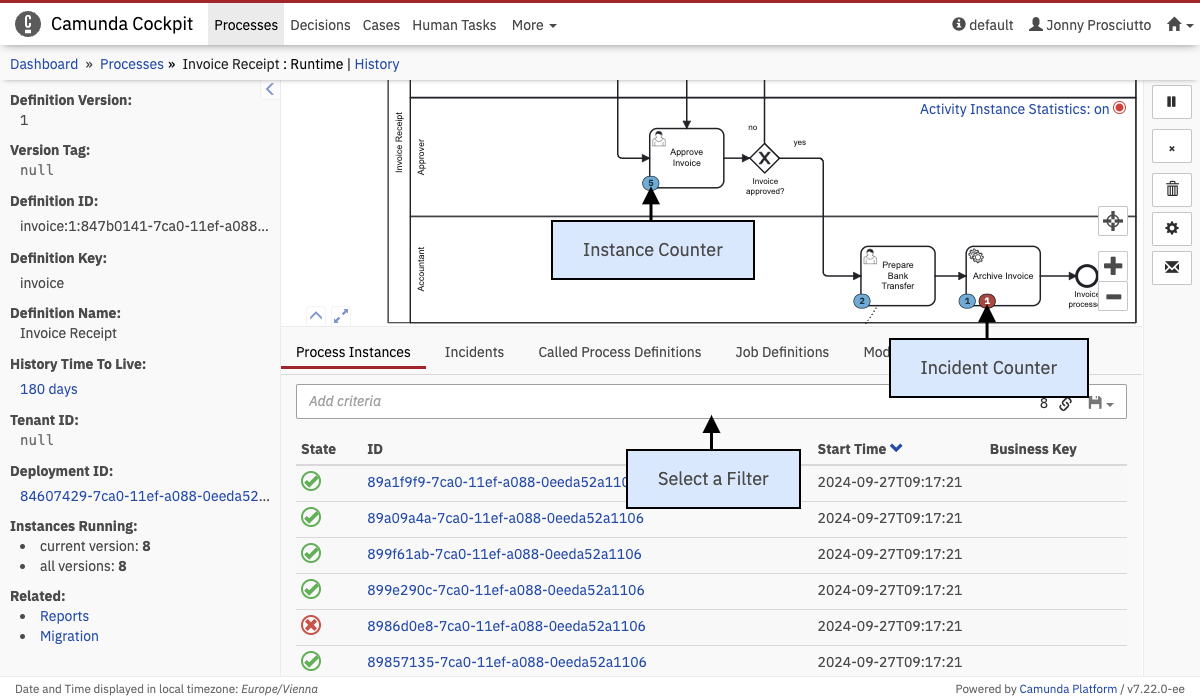 Camunda Cockpit
Processes
Decisions
Cases
Human Tasks
More
default
Jonny Prosciutto
Dashboard » Processes » Invoice Receipt : Runtime | History
Definition Version:
1
Version Tag:
null
Definition ID:
invoice:1:847b0141-7ca0-11ef-a088...
Definition Key:
invoice
Definition Name:
Invoice Receipt
History Time To Live:
180 days
Tenant ID:
null
Deployment ID:
84607429-7ca0-11ef-a088-0eeda52...
Instances Running:
current version: 8
all versions: 8
Related:
Reports
Migration
Activity Instance Statistics: on
Invoice Receipt
Approver
Accountant
Approve
Invoice
5
no
yes
Invoice
approved?
Instance Counter
Prepare
Bank
Transfer
2
Archive Invoice
1
1
Invoice
Incident Counter
Process Instances
Incidents
Called Process Definitions
Job Definitions
Add criteria
8
Select a Filter
State
ID
Start Time
Business Key
89a1f9f9-7ca0-11ef-a088-0eeda52a110
2024-09-27T09:17:21
89a09a4a-7ca0-11ef-a088-0eeda52a1106
2024-09-27T09:17:21
899f61ab-7ca0-11ef-a088-0eeda52a1106
2024-09-27T09:17:21
899e290c-7ca0-11ef-a088-0eeda52a1106
2024-09-27T09:17:21
8986d0e8-7ca0-11ef-a088-0eeda52a1106
2024-09-27T09:17:21
89857135-7ca0-11ef-a088-0eeda52a1106
2024-09-27T09:17:21
Date and Time displayed in local timezone: Europe/Vienna
Powered by Camunda Platform / v7.22.0-ee